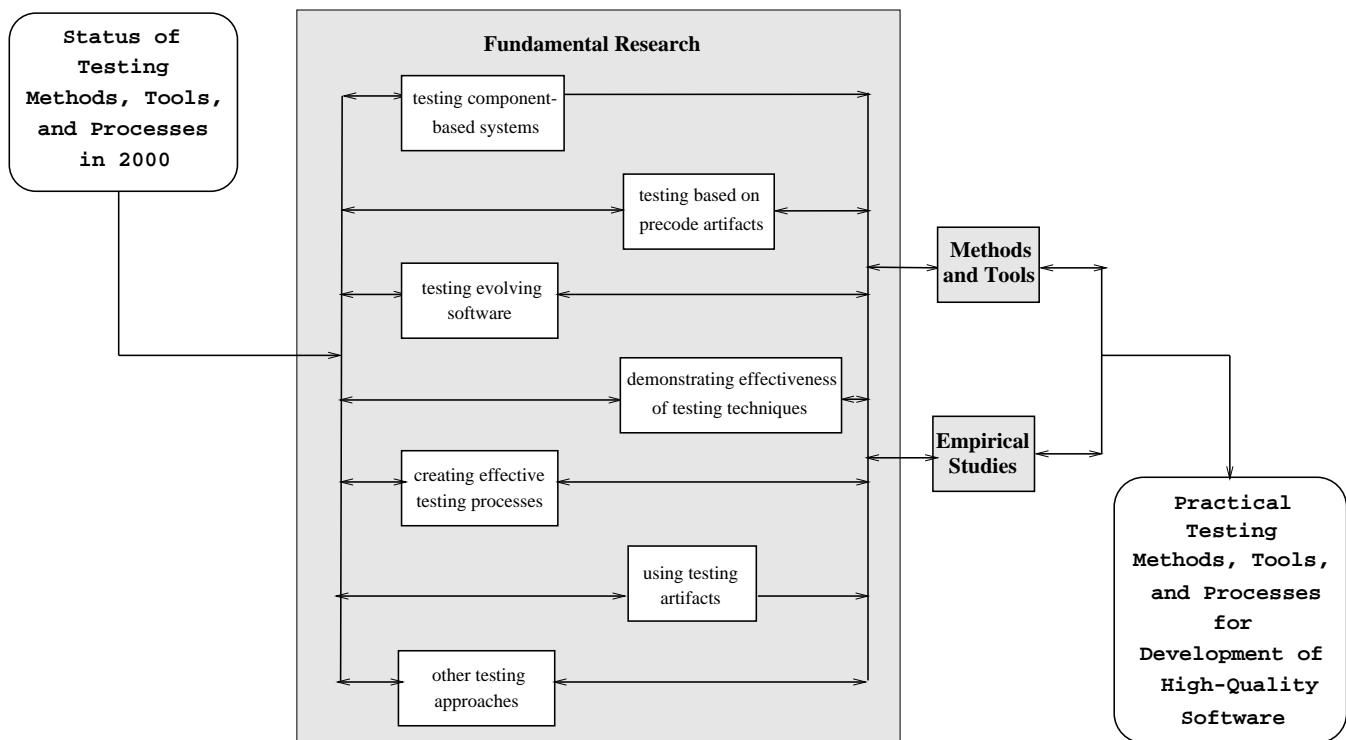 Status of
Testing
Methods, Tools,
and Processes
in 2000
Fundamental Research
testing component-
based systems
testing based on
precode artifacts
testing evolving
software
demonstrating effectiveness
of testing techniques
creating effective
testing processes
using testing
artifacts
other testing
approaches
Methods
and Tools
Empirical
Studies
Practical
Testing
Methods, Tools,
and Processes
for
Development of
High-Quality
Software